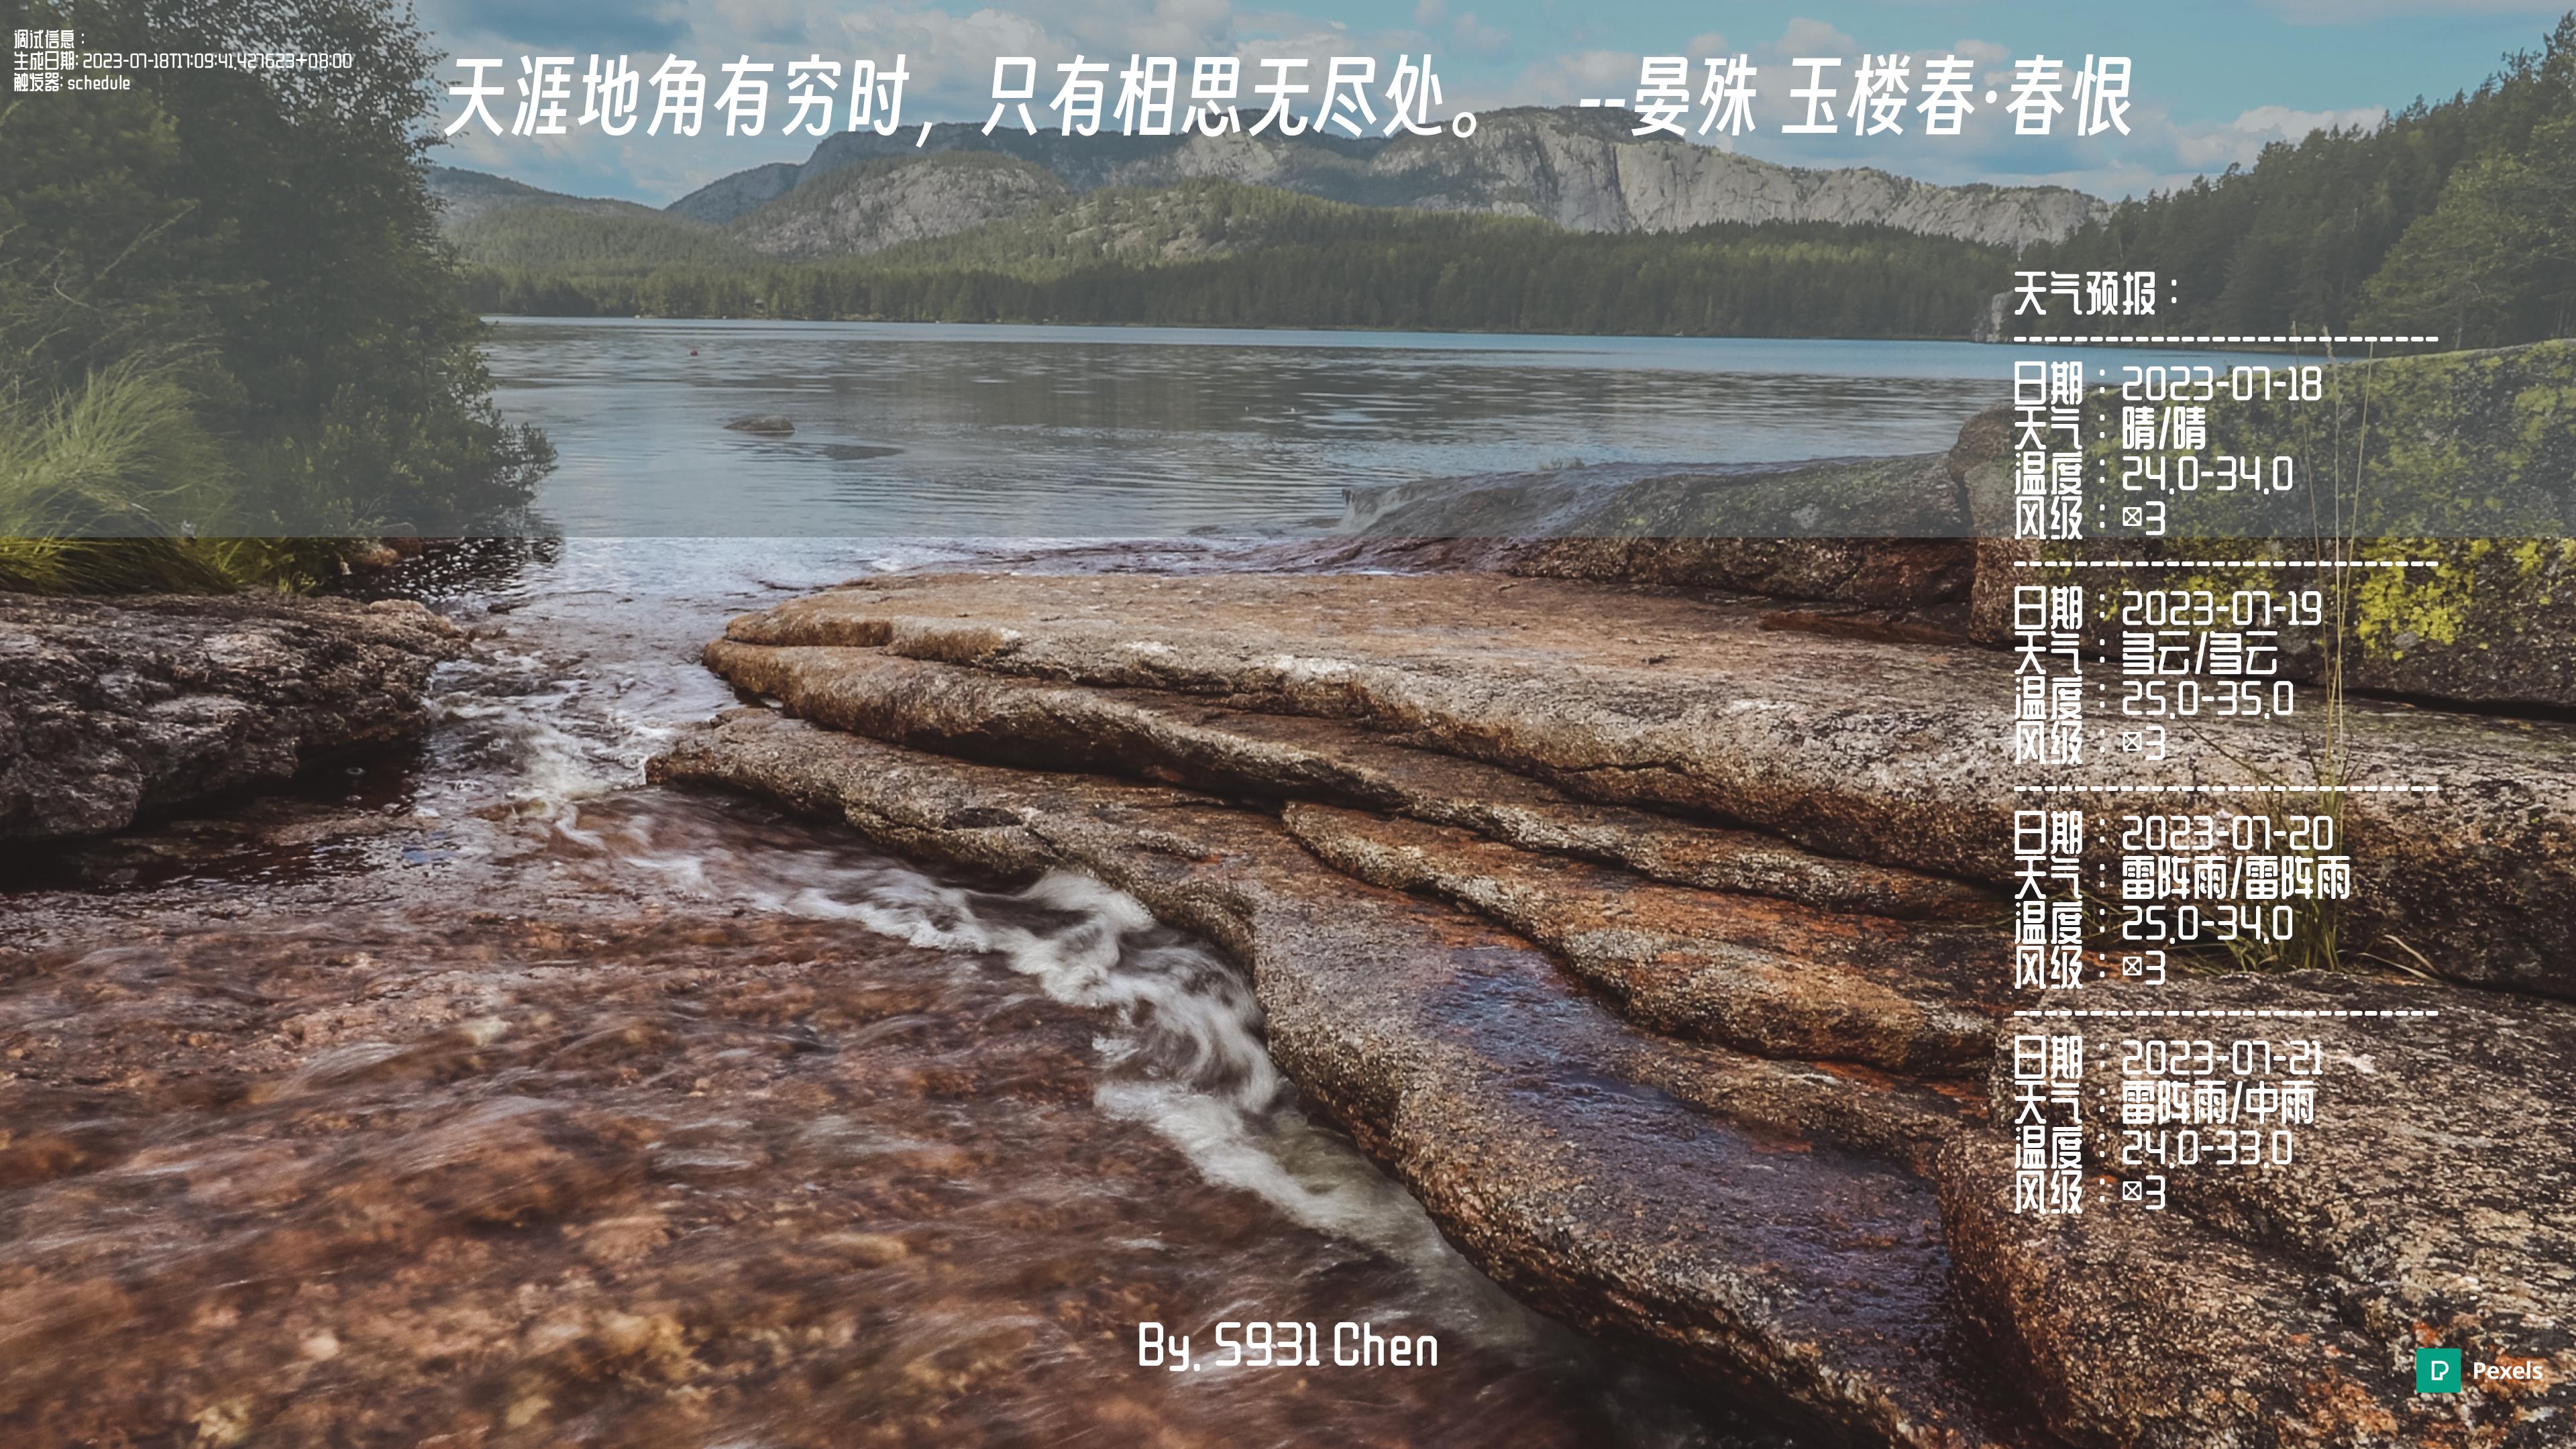 调试信息：
生成日期: 2023-07-18T17:09:41.427623+08:00
触发器: schedule
天涯地角有穷时，只有相思无尽处。 --晏殊 玉楼春·春恨
天气预报：
----------------------------
日期：2023-07-18
天气：晴/晴
温度：24.0-34.0
风级：☒3
----------------------------
日期：2023-07-19
天气：多云/多云
温度：25.0-35.0
风级：☒3
----------------------------
日期：2023-07-20
天气：雷阵雨/雷阵雨
温度：25.0-34.0
风级：☒3
----------------------------
日期：2023-07-21
天气：雷阵雨/中雨
温度：24.0-33.0
风级：☒3
By. 5931 Chen
Pexels